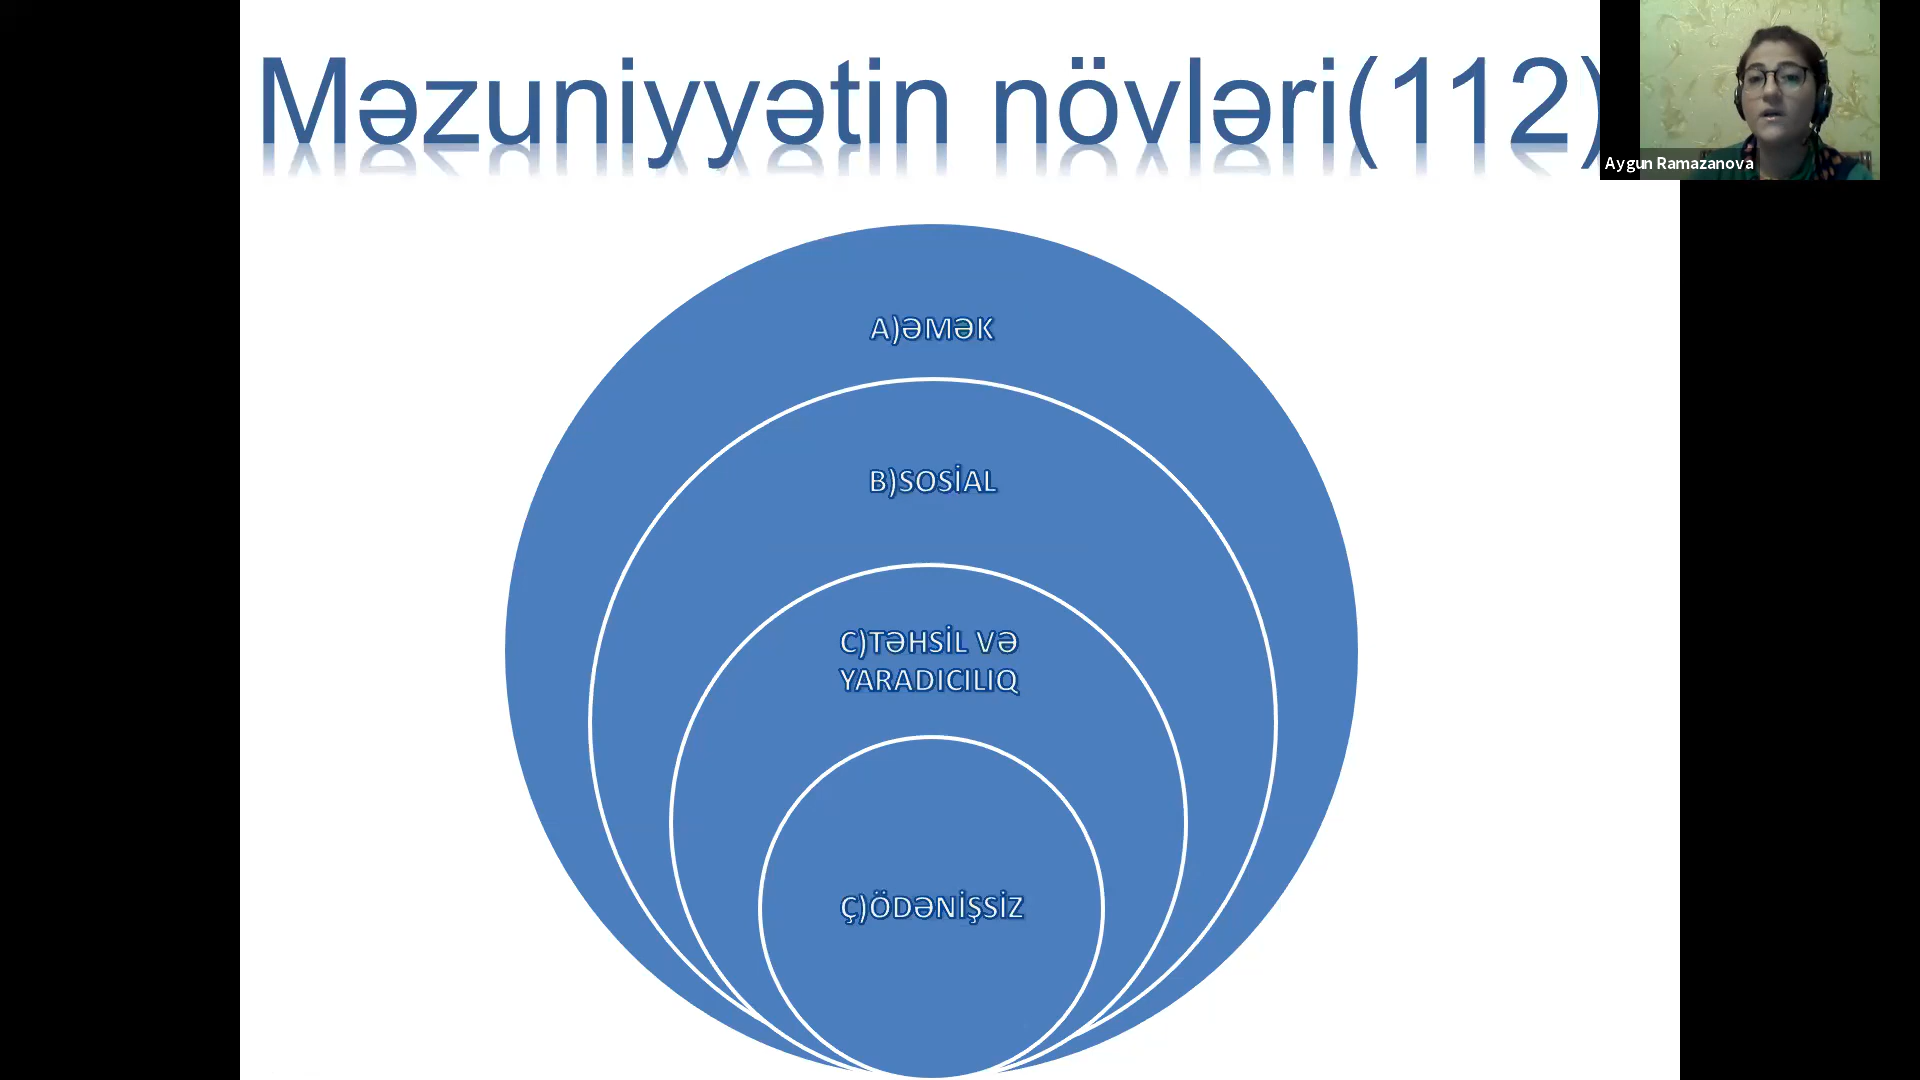 Məzuniyyətin növləri(112)
Aygun Ramazanova
A)ƏMƏK
B)SOSİAL
C)TƏHSİL VƏ
YARADICILIQ
Ç)ÖDƏNİŞSİZ